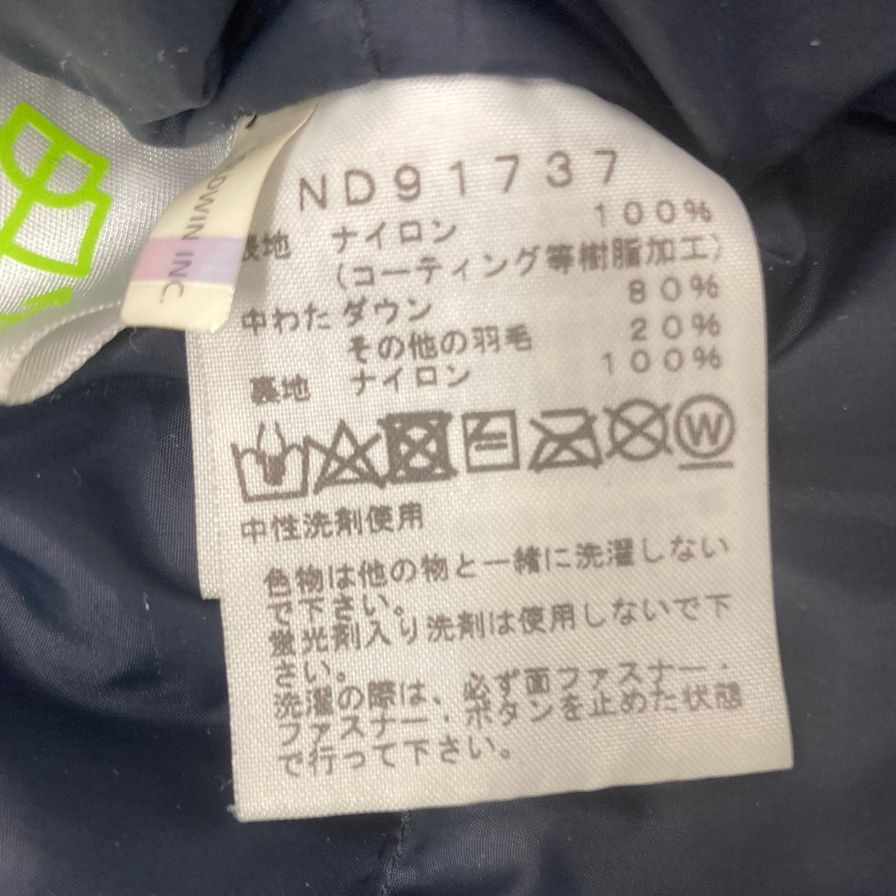 ND91737
表地 ナイロン 100%
(コーティング等樹脂加工)
中わた ダウン 80%
その他の羽毛 20%
裏地 ナイロン 100%
W
中性洗剤使用
色物は他の物と一緒に洗濯しない
で下さい。
蛍光剤入り洗剤は使用しないで下
さい。
洗濯の際は、必ず面ファスナー・
ファスナー・ボタンを止めた状態
で行って下さい。
DWIN INC.